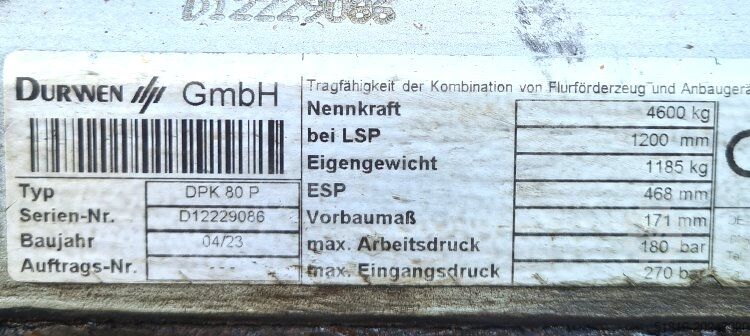 D12229086
DURWEN GmbH
Typ DPK 80 P
Serien-Nr. D12229086
Baujahr 04/23
Auftrags-Nr. ---
Tragfähigkeit der Kombination von Flurförderzeug und Anbaugerä
Nennkraft 4600 kg
bei LSP 1200 mm
Eigengewicht 1185 kg
ESP 468 mm
Vorbaumaß 171 mm
max. Arbeitsdruck 180 bar
max. Eingangsdruck 270 bar